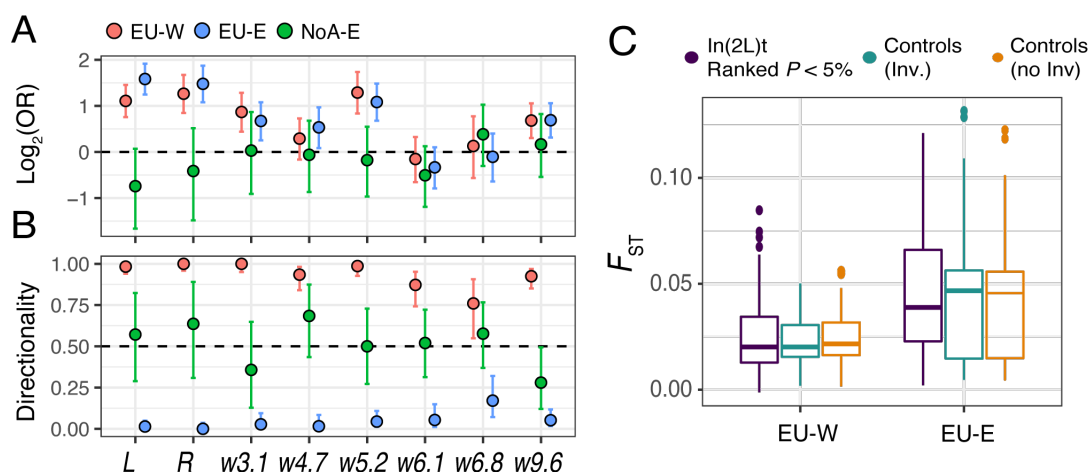 A
EU-W EU-E NoA-E
Log₂(OR)
2
1
0
−1
B
Directionality
1.00
0.75
0.50
0.25
0.00
L R w3.1 w4.7 w5.2 w6.1 w6.8 w9.6
C
In(2L)t
Ranked P < 5%
Controls
(Inv.)
Controls
(no Inv)
FST
0.10
0.05
0.00
EU-W EU-E